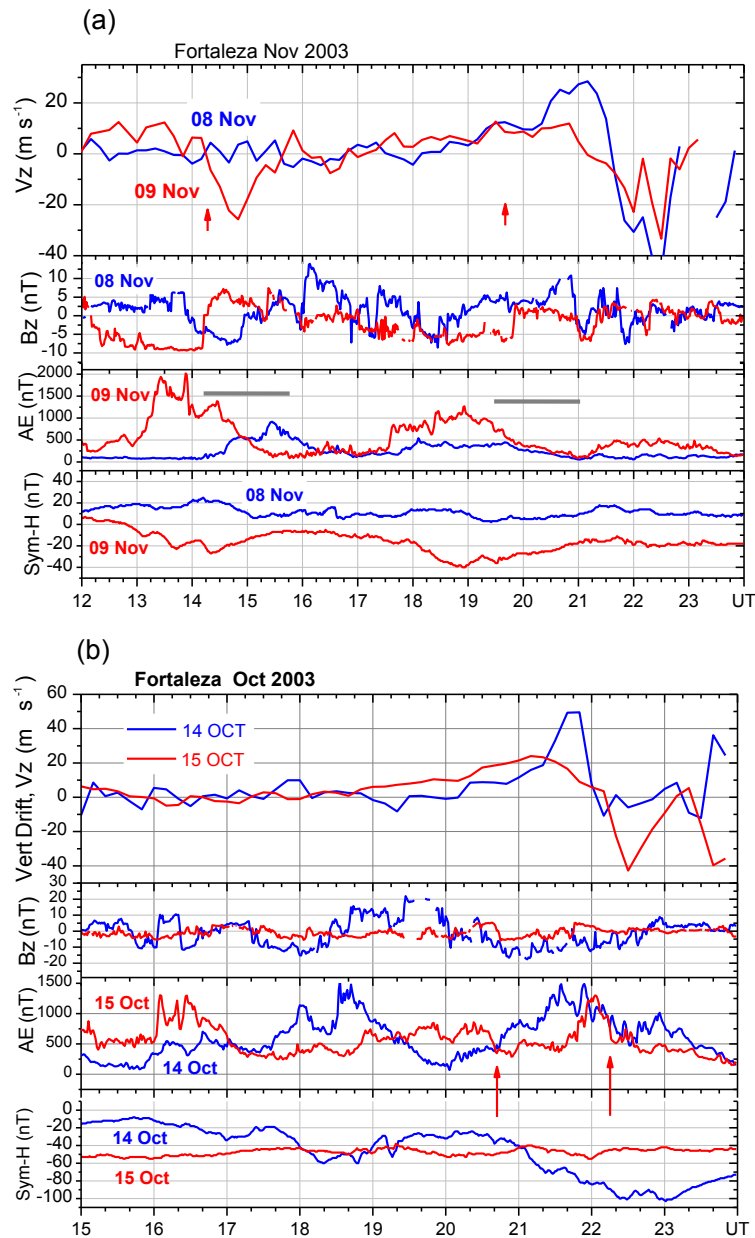 (a)
Fortaleza Nov 2003
Vz (m s⁻¹)
20
0
-20
-40
08 Nov
09 Nov
Bz (nT)
10
5
0
-5
-10
08 Nov
AE (nT)
2000
1500
1000
500
0
09 Nov
Sym-H (nT)
40
20
0
-20
-40
08 Nov
09 Nov
12 13 14 15 16 17 18 19 20 21 22 23 UT
(b)
Fortaleza Oct 2003
Vert Drift, Vz (m s⁻¹)
60
40
20
0
-20
-40
14 OCT
15 OCT
Bz (nT)
30
20
10
0
-10
-20
AE (nT)
1500
1000
500
0
15 Oct
14 Oct
Sym-H (nT)
0
-20
-40
-60
-80
-100
14 Oct
15 Oct
15 16 17 18 19 20 21 22 23 UT